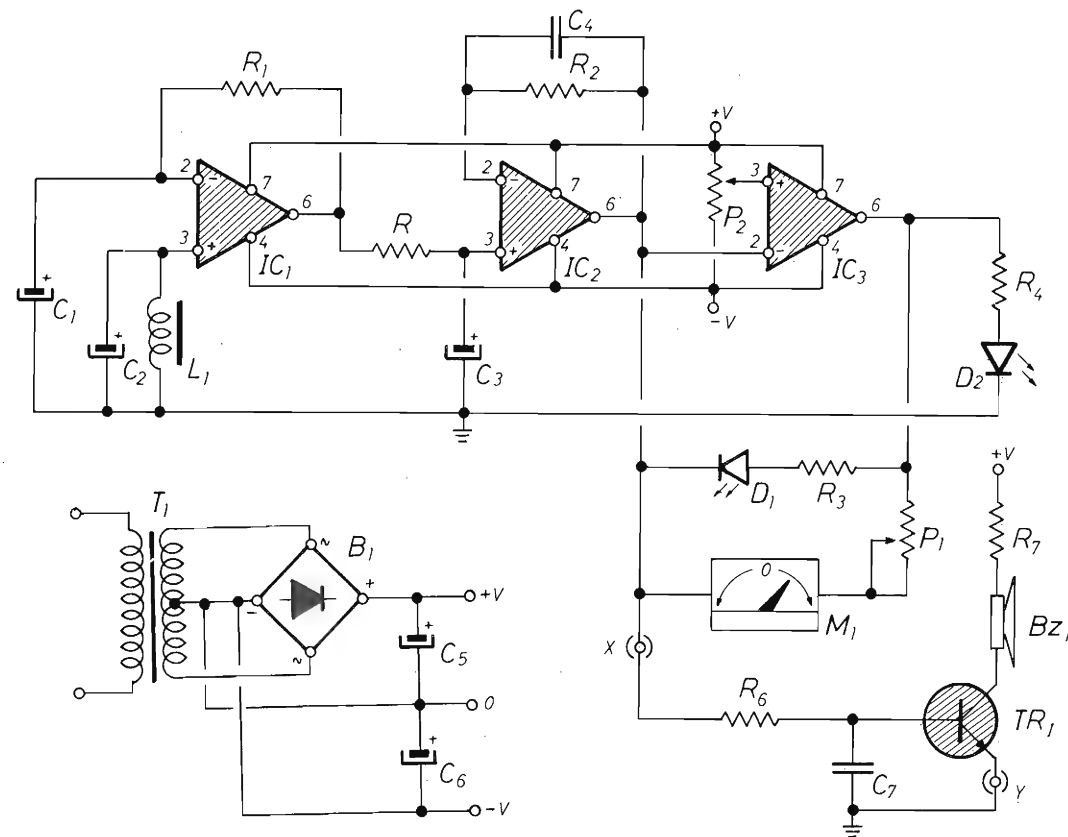 C4
R1
R2
+V
2
-
7
6
3
+
4
IC1
R
2
-
7
6
3
+
4
IC2
P2
3
+
7
6
2
-
4
IC3
-V
R4
D2
+
C1
+
C2
L1
+
C3
D1
R3
P1
+V
R7
0
M1
Bz1
X
R6
TR1
C7
Y
T1
~
B1
-
+
~
+V
+
C5
0
+
C6
-V